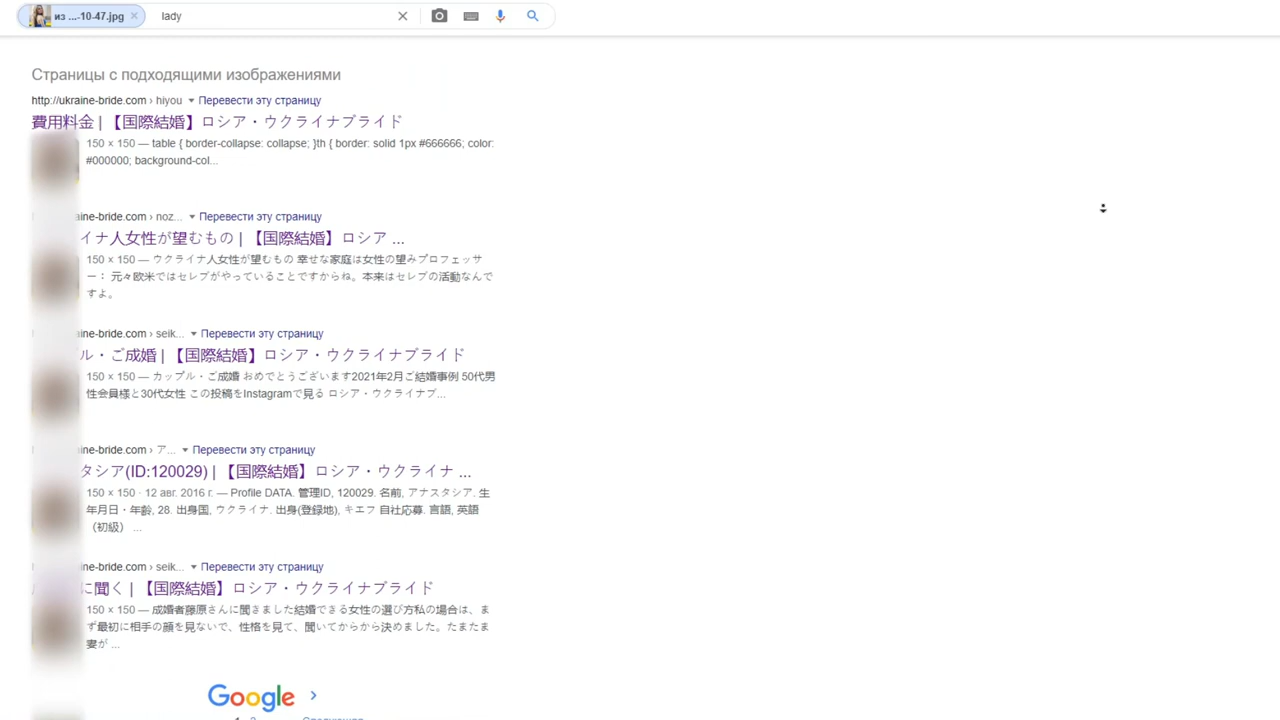 из ...-10-47.jpg × lady
Страницы с подходящими изображениями
http://ukraine-bride.com › hiyou ▼ Перевести эту страницу
費用料金 | 【国際結婚】ロシア・ウクライナブライド
150 × 150 — table { border-collapse: collapse; }th { border: solid 1px #666666; color:
#000000; background-col...
aine-bride.com › noz... ▼ Перевести эту страницу
イナ人女性が望むもの | 【国際結婚】ロシア ...
150 × 150 — ウクライナ人女性が望むもの 幸せな家庭は女性の望みプロフェッサ
ー： 元々欧米ではセレブがやっていることですからね。本来はセレブの活動なんで
すよ。
aine-bride.com › seik... ▼ Перевести эту страницу
プル・ご成婚 | 【国際結婚】ロシア・ウクライナブライド
150 × 150 — カップル・ご成婚 おめでとうございます2021年2月ご結婚事例 50代男
性会員様と30代女性 この投稿をInstagramで見る ロシア・ウクライナブ...
aine-bride.com › ア... ▼ Перевести эту страницу
タシア(ID:120029) | 【国際結婚】ロシア・ウクライナ ...
150 × 150 · 12 авг. 2016 г. — Profile DATA. 管理ID, 120029. 名前, アナスタシア. 生
年月日・年齢, 28. 出身国, ウクライナ. 出身(登録地), キエフ 自社応募. 言語, 英語
（初級） ...
aine-bride.com › seik... ▼ Перевести эту страницу
に聞く | 【国際結婚】ロシア・ウクライナブライド
150 × 150 — 成婚者藤原さんに聞きました結婚できる女性の選び方私の場合は、ま
ず最初に相手の顔を見ないで、性格を見て、聞いてからから決めました。たまたま
妻が ...
Google >